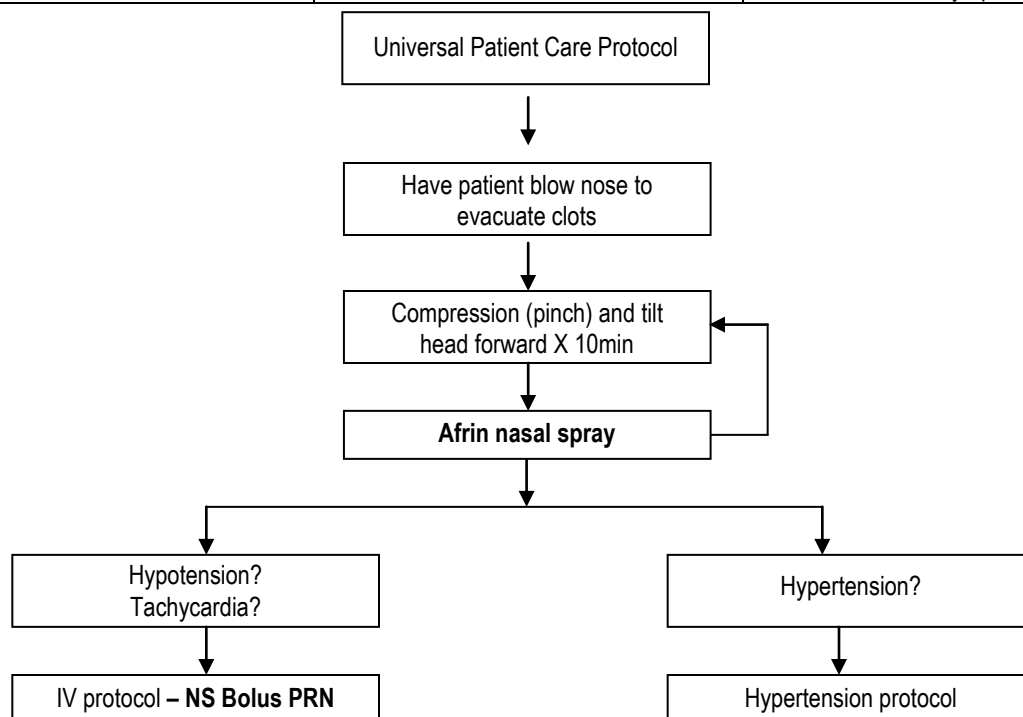 Universal Patient Care Protocol
Have patient blow nose to
evacuate clots
Compression (pinch) and tilt
head forward X 10min
Afrin nasal spray
Hypotension?
Tachycardia?
Hypertension?
IV protocol – NS Bolus PRN
Hypertension protocol